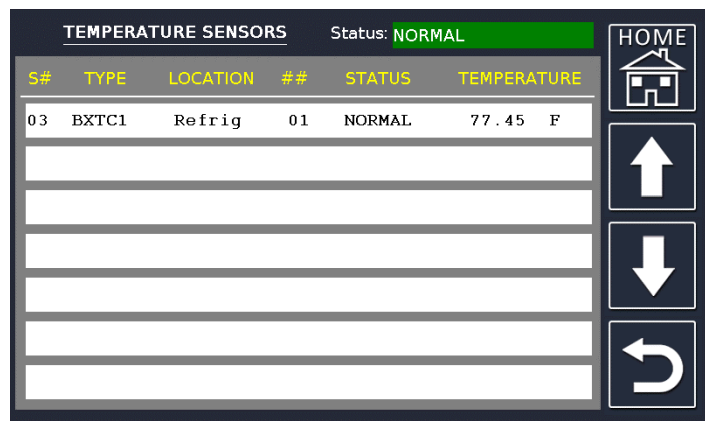 TEMPERATURE SENSORS Status: NORMAL HOME
S# TYPE LOCATION ## STATUS TEMPERATURE
03 BXTC1 Refrig 01 NORMAL 77.45 F